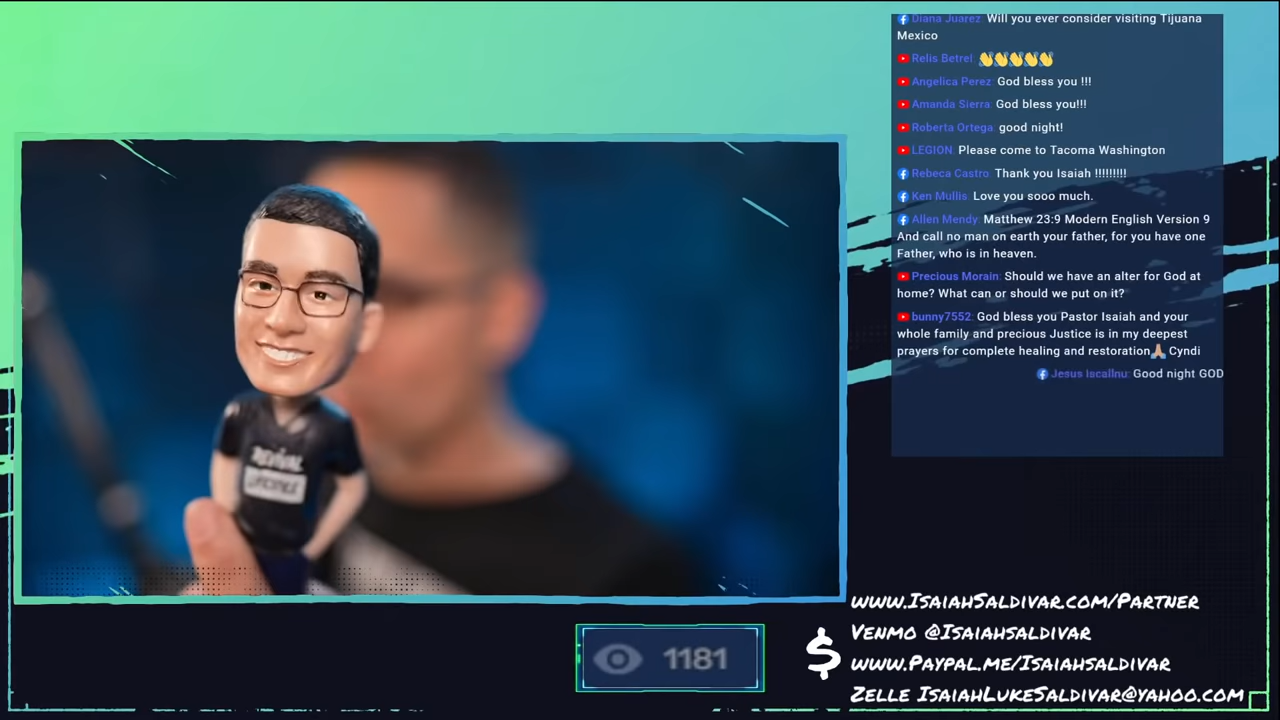 Diana Juarez: Will you ever consider visiting Tijuana
Mexico
Relis Betrel: 👏👏👏👏👏
Angelica Perez: God bless you !!!
Amanda Sierra: God bless you!!!
Roberta Ortega: good night!
LEGION: Please come to Tacoma Washington
Rebeca Castro: Thank you Isaiah !!!!!!!!!
Ken Mullis: Love you sooo much.
Allen Mendy: Matthew 23:9 Modern English Version 9
And call no man on earth your father, for you have one
Father, who is in heaven.
Precious Morain: Should we have an alter for God at
home? What can or should we put on it?
bunny7552: God bless you Pastor Isaiah and your
whole family and precious Justice is in my deepest
prayers for complete healing and restoration🙏🏼 Cyndi
Jesus Iscallnu: Good night GOD
REVIVAL
LIFESTYLE
1181
www.IsaiahSaldivar.com/Partner
Venmo @Isaiahsaldivar
$ www.Paypal.me/Isaiahsaldivar
Zelle IsaiahLukeSaldivar@yahoo.com